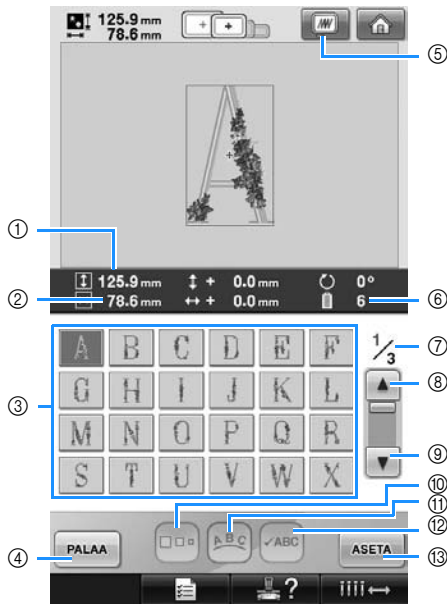 125.9 mm
78.6 mm
⑤
①
125.9 mm + 0.0 mm 0°
② 78.6 mm + 0.0 mm 6 ⑥
A B C D E F 1/3 ⑦
⑧
③ G H I J K L
M N O P Q R
⑨
S T U V W X
⑩
⑪
⑫
④ PALAA A B C ✓ABC ASETA ⑬
?